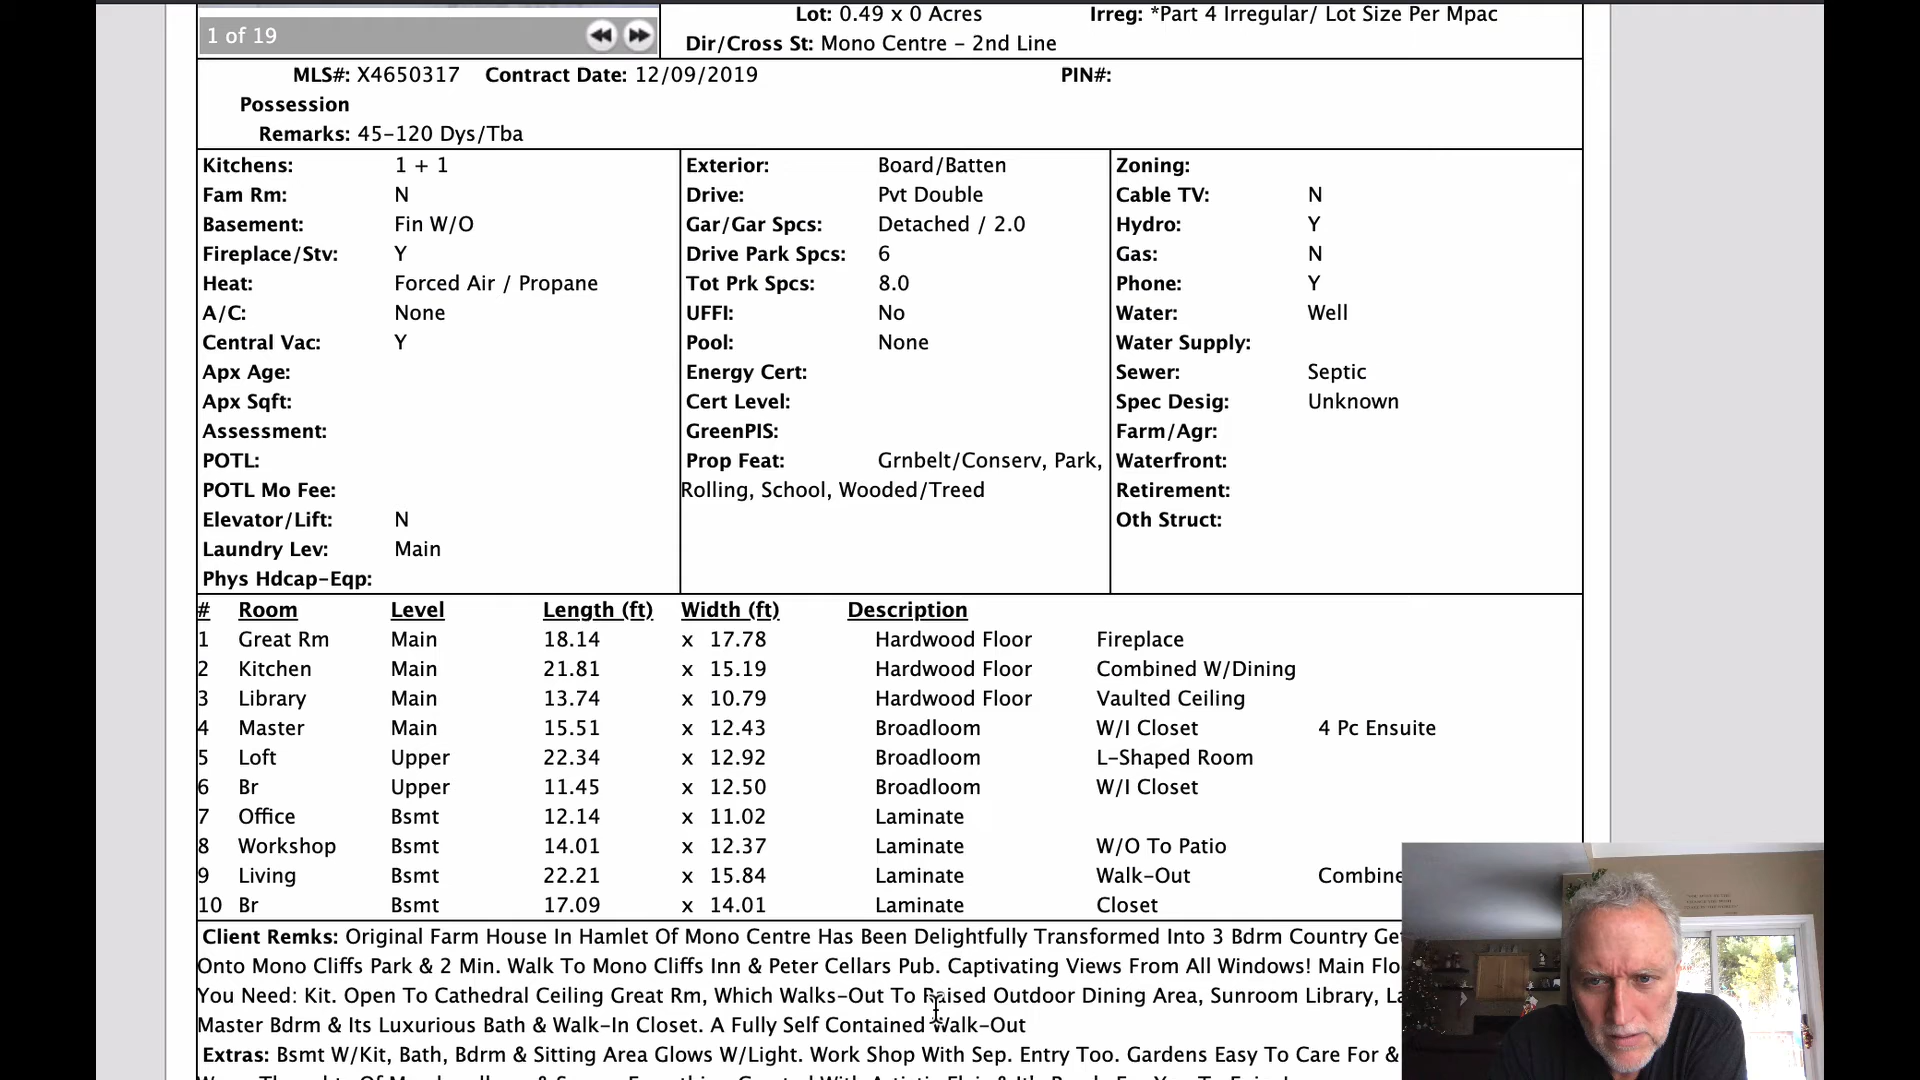 Lot: 0.49 x 0 Acres Irreg: *Part 4 Irregular/ Lot Size Per Mpac
1 of 19
Dir/Cross St: Mono Centre - 2nd Line
MLS#: X4650317 Contract Date: 12/09/2019 PIN#:
Possession
Remarks: 45-120 Dys/Tba
Kitchens: 1 + 1 Exterior: Board/Batten Zoning:
Fam Rm: N Drive: Pvt Double Cable TV: N
Basement: Fin W/O Gar/Gar Spcs: Detached / 2.0 Hydro: Y
Fireplace/Stv: Y Drive Park Spcs: 6 Gas: N
Heat: Forced Air / Propane Tot Prk Spcs: 8.0 Phone: Y
A/C: None UFFI: No Water: Well
Central Vac: Y Pool: None Water Supply:
Apx Age: Energy Cert: Sewer: Septic
Apx Sqft: Cert Level: Spec Desig: Unknown
Assessment: GreenPIS: Farm/Agr:
POTL: Prop Feat: Grnbelt/Conserv, Park, Waterfront:
POTL Mo Fee: Rolling, School, Wooded/Treed Retirement:
Elevator/Lift: N Oth Struct:
Laundry Lev: Main
Phys Hdcap-Eqp:
# Room Level Length (ft) Width (ft) Description
1 Great Rm Main 18.14 x 17.78 Hardwood Floor Fireplace
2 Kitchen Main 21.81 x 15.19 Hardwood Floor Combined W/Dining
3 Library Main 13.74 x 10.79 Hardwood Floor Vaulted Ceiling
4 Master Main 15.51 x 12.43 Broadloom W/I Closet 4 Pc Ensuite
5 Loft Upper 22.34 x 12.92 Broadloom L-Shaped Room
6 Br Upper 11.45 x 12.50 Broadloom W/I Closet
7 Office Bsmt 12.14 x 11.02 Laminate
8 Workshop Bsmt 14.01 x 12.37 Laminate W/O To Patio
9 Living Bsmt 22.21 x 15.84 Laminate Walk-Out Combine
10 Br Bsmt 17.09 x 14.01 Laminate Closet
Client Remks: Original Farm House In Hamlet Of Mono Centre Has Been Delightfully Transformed Into 3 Bdrm Country Ge
Onto Mono Cliffs Park & 2 Min. Walk To Mono Cliffs Inn & Peter Cellars Pub. Captivating Views From All Windows! Main Flo
You Need: Kit. Open To Cathedral Ceiling Great Rm, Which Walks-Out To Raised Outdoor Dining Area, Sunroom Library, La
Master Bdrm & Its Luxurious Bath & Walk-In Closet. A Fully Self Contained Walk-Out
Extras: Bsmt W/Kit, Bath, Bdrm & Sitting Area Glows W/Light. Work Shop With Sep. Entry Too. Gardens Easy To Care For &